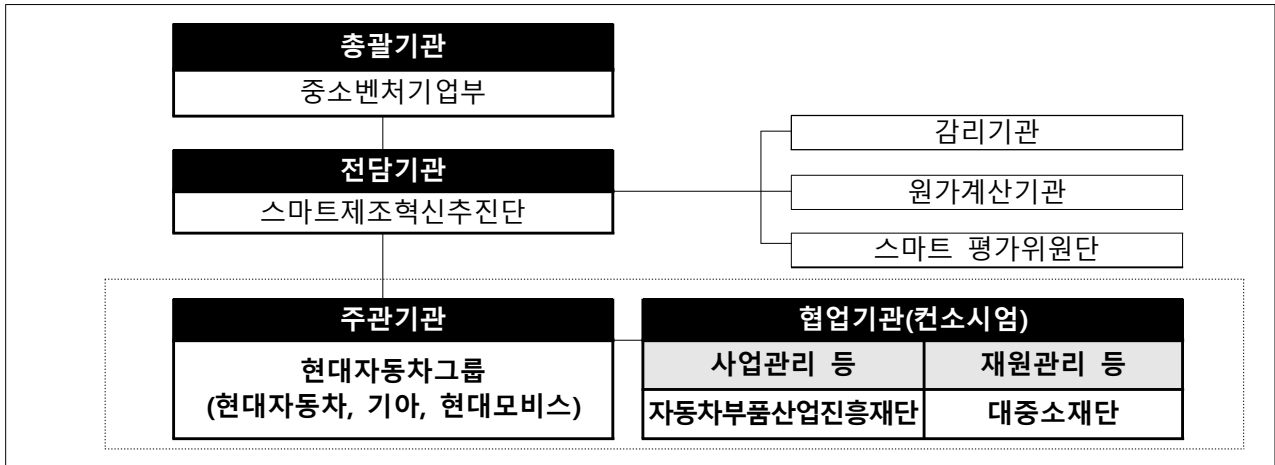 총괄기관
중소벤처기업부
전담기관
스마트제조혁신추진단
감리기관
원가계산기관
스마트 평가위원단
주관기관
현대자동차그룹
(현대자동차, 기아, 현대모비스)
협업기관(컨소시엄)
사업관리 등
재원관리 등
자동차부품산업진흥재단
대중소재단